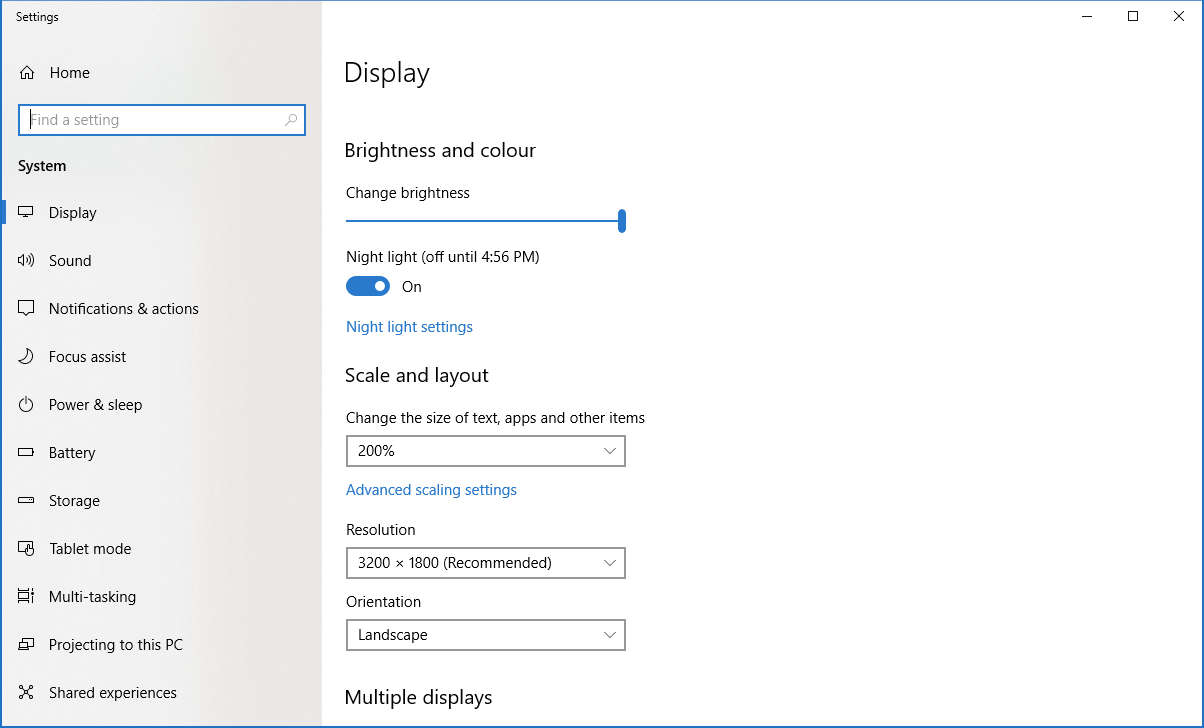 Settings
Home
Find a setting
System
Display
Sound
Notifications & actions
Focus assist
Power & sleep
Battery
Storage
Tablet mode
Multi-tasking
Projecting to this PC
Shared experiences
Display
Brightness and colour
Change brightness
Night light (off until 4:56 PM)
On
Night light settings
Scale and layout
Change the size of text, apps and other items
200%
Advanced scaling settings
Resolution
3200 × 1800 (Recommended)
Orientation
Landscape
Multiple displays